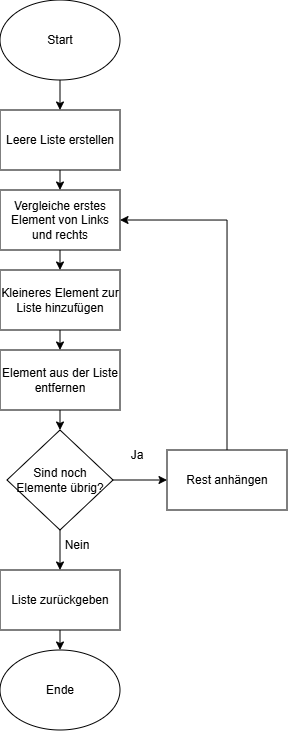 Start
Leere Liste erstellen
Vergleiche erstes
Element von Links
und rechts
Kleineres Element zur
Liste hinzufügen
Element aus der Liste
entfernen
Sind noch
Elemente übrig?
Ja
Rest anhängen
Nein
Liste zurückgeben
Ende